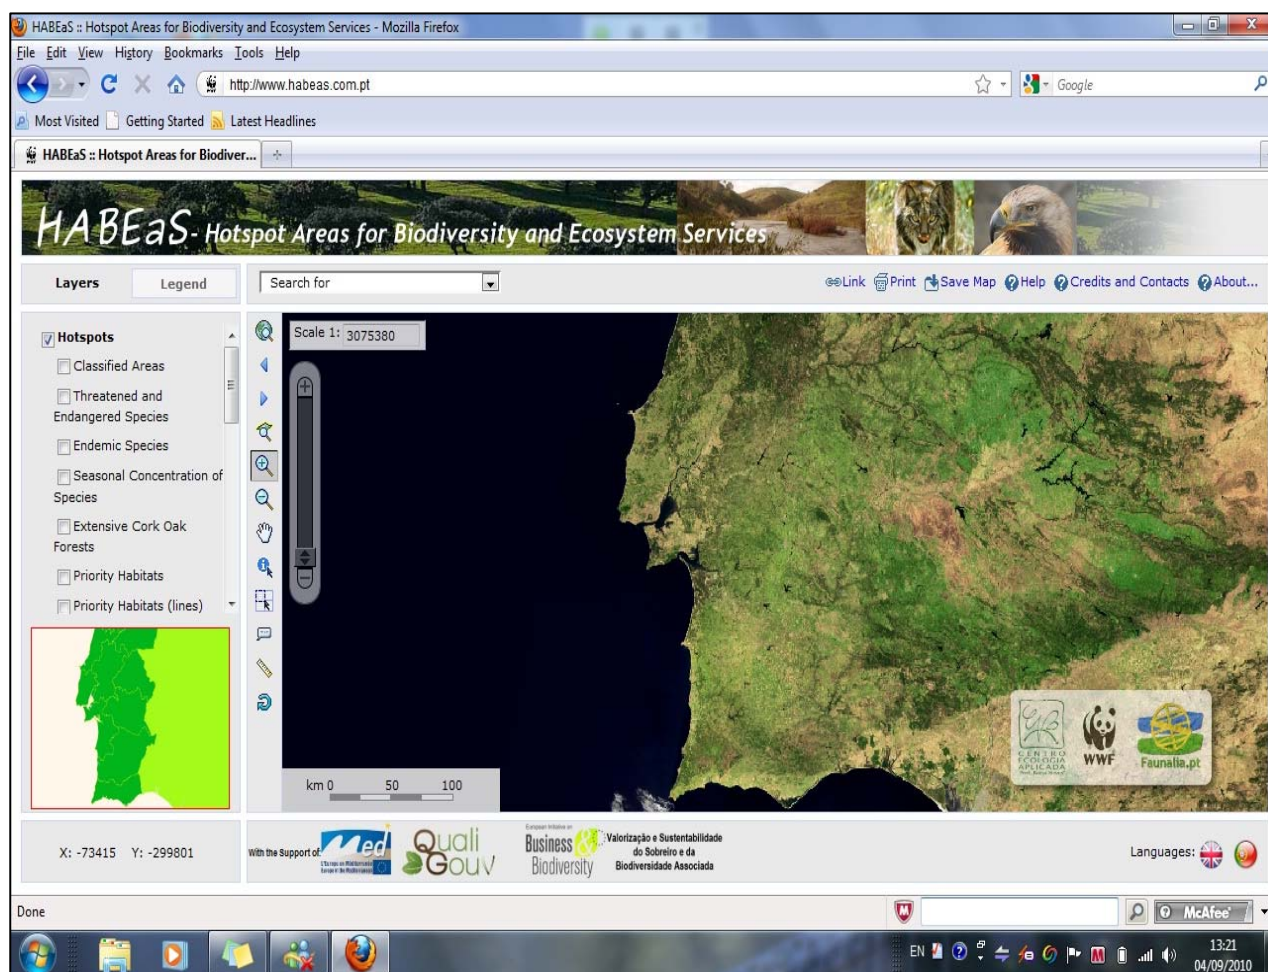 HABEaS :: Hotspot Areas for Biodiversity and Ecosystem Services - Mozilla Firefox
File Edit View History Bookmarks Tools Help
http://www.habeas.com.pt
Google
Most Visited Getting Started Latest Headlines
HABEaS :: Hotspot Areas for Biodiver...
HABEaS - Hotspot Areas for Biodiversity and Ecosystem Services
Layers Legend Search for Link Print Save Map Help Credits and Contacts About...
Hotspots
Classified Areas
Threatened and
Endangered Species
Endemic Species
Seasonal Concentration of
Species
Extensive Cork Oak
Forests
Priority Habitats
Priority Habitats (lines)
Scale 1: 3075380
CENTRO
ECOLOGIA
APLICADA
WWF
Faunalia.pt
km 0 50 100
X: -73415 Y: -299801
With the Support of:
Med
Quali
Gouv
Business &
Biodiversity
Valorização e Sustentabilidade
do Sobreiro e da
Biodiversidade Associada
Languages:
Done
McAfee
EN
13:21
04/09/2010